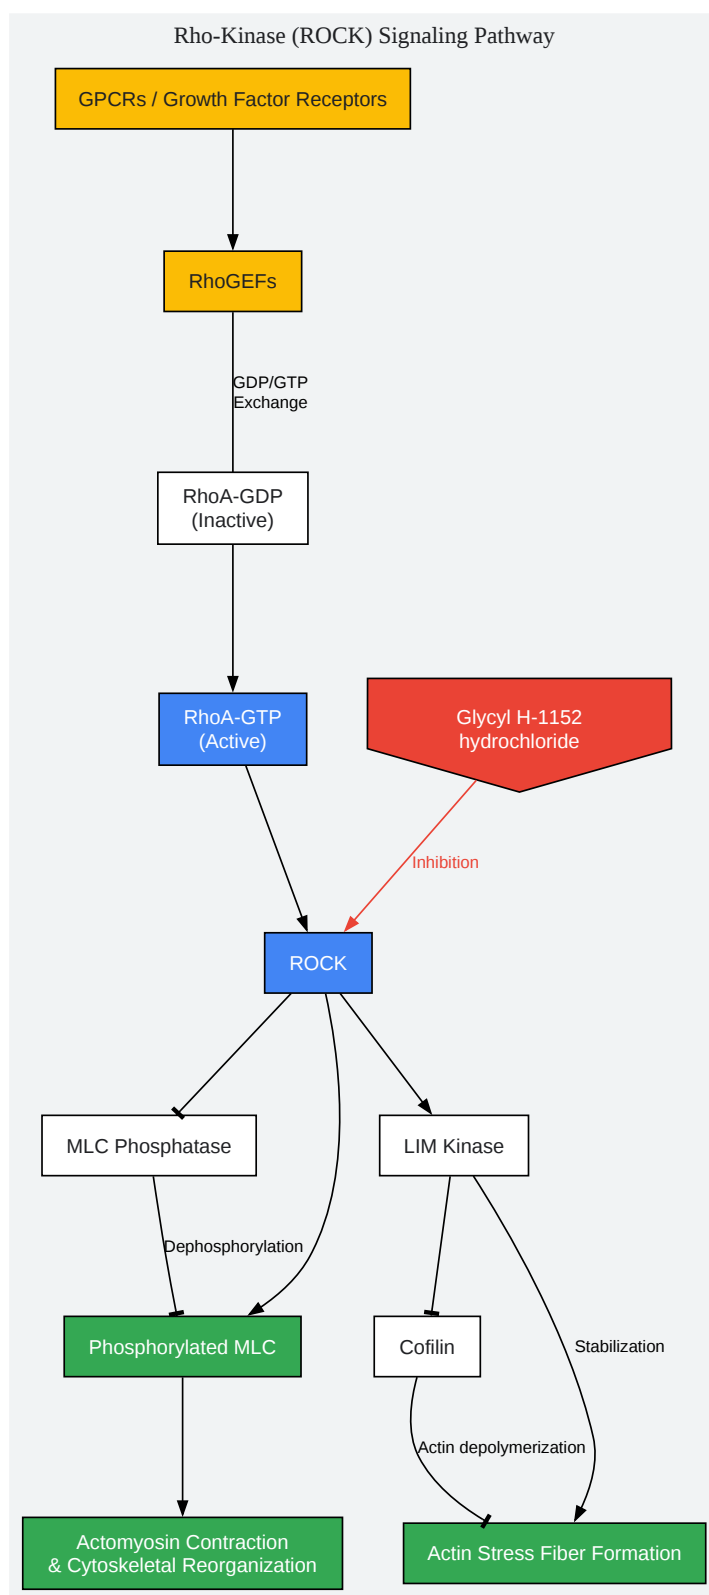 Rho-Kinase (ROCK) Signaling Pathway
GPCRs / Growth Factor Receptors
RhoGEFs
GDP/GTP
Exchange
RhoA-GDP
(Inactive)
RhoA-GTP
(Active)
Glycyl H-1152
hydrochloride
Inhibition
ROCK
MLC Phosphatase
LIM Kinase
Dephosphorylation
Phosphorylated MLC
Cofilin
Stabilization
Actin depolymerization
Actomyosin Contraction
& Cytoskeletal Reorganization
Actin Stress Fiber Formation